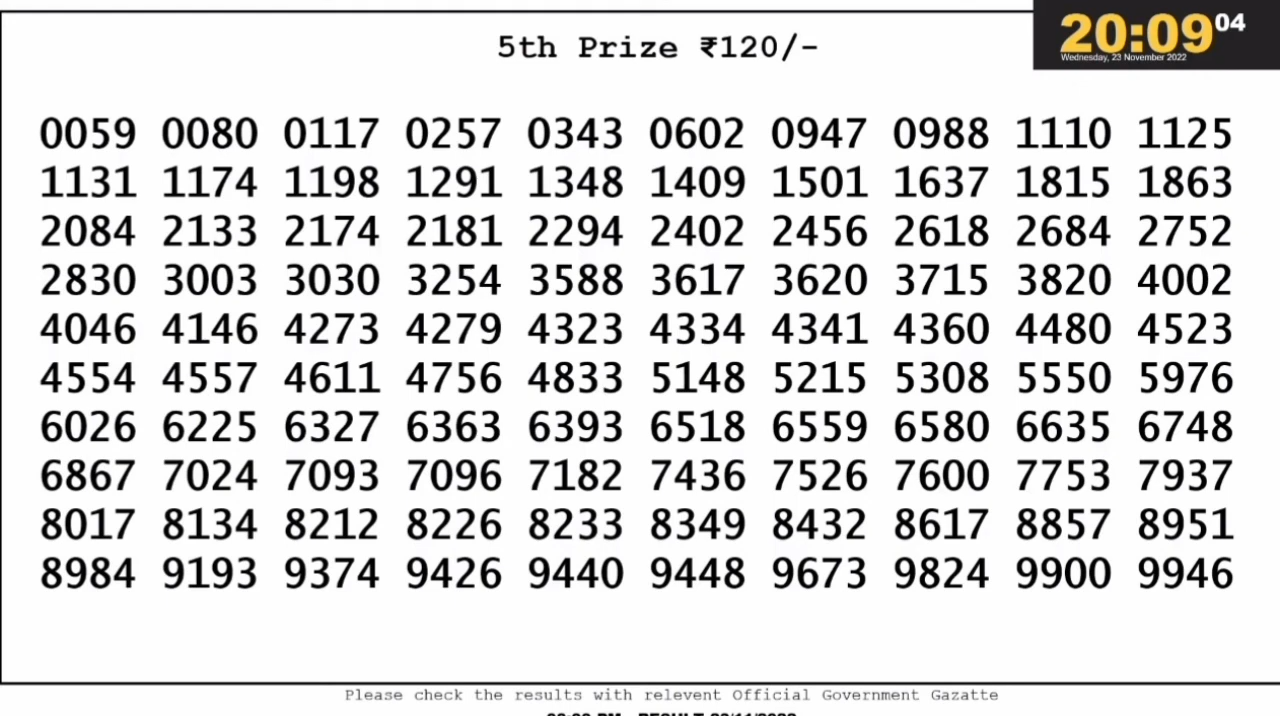 20:09 04
Wednesday, 23 November 2022
5th Prize ₹120/-
0059 0080 0117 0257 0343 0602 0947 0988 1110 1125
1131 1174 1198 1291 1348 1409 1501 1637 1815 1863
2084 2133 2174 2181 2294 2402 2456 2618 2684 2752
2830 3003 3030 3254 3588 3617 3620 3715 3820 4002
4046 4146 4273 4279 4323 4334 4341 4360 4480 4523
4554 4557 4611 4756 4833 5148 5215 5308 5550 5976
6026 6225 6327 6363 6393 6518 6559 6580 6635 6748
6867 7024 7093 7096 7182 7436 7526 7600 7753 7937
8017 8134 8212 8226 8233 8349 8432 8617 8857 8951
8984 9193 9374 9426 9440 9448 9673 9824 9900 9946
Please check the results with relevent Official Government Gazatte